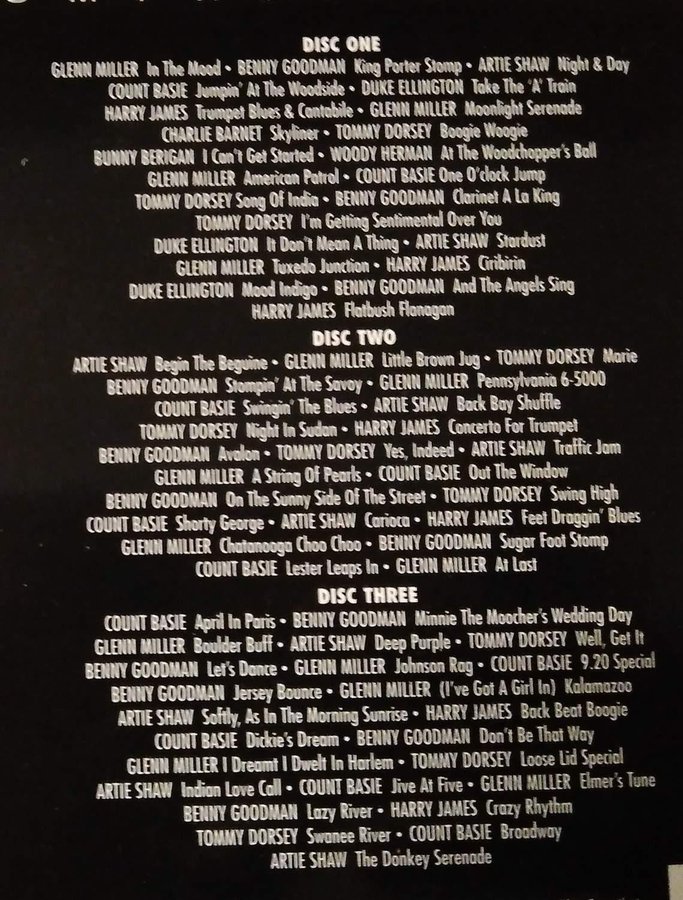 DISC ONE
GLENN MILLER In The Mood • BENNY GOODMAN King Porter Stomp • ARTIE SHAW Night & Day
COUNT BASIE Jumpin' At The Woodside • DUKE ELLINGTON Take The 'A' Train
HARRY JAMES Trumpet Blues & Cantabile • GLENN MILLER Moonlight Serenade
CHARLIE BARNET Skyliner • TOMMY DORSEY Boogie Woogie
BUNNY BERIGAN I Can't Get Started • WOODY HERMAN At The Woodchopper's Ball
GLENN MILLER American Patrol • COUNT BASIE One O'clock Jump
TOMMY DORSEY Song Of India • BENNY GOODMAN Clarinet A La King
TOMMY DORSEY I'm Getting Sentimental Over You
DUKE ELLINGTON It Don't Mean A Thing • ARTIE SHAW Stardust
GLENN MILLER Tuxedo Junction • HARRY JAMES Ciribirin
DUKE ELLINGTON Mood Indigo • BENNY GOODMAN And The Angels Sing
HARRY JAMES Flatbush Flanagan
DISC TWO
ARTIE SHAW Begin The Beguine • GLENN MILLER Little Brown Jug • TOMMY DORSEY Marie
BENNY GOODMAN Stompin' At The Savoy • GLENN MILLER Pennsylvania 6-5000
COUNT BASIE Swingin' The Blues • ARTIE SHAW Back Bay Shuffle
TOMMY DORSEY Night In Sudan • HARRY JAMES Concerto For Trumpet
BENNY GOODMAN Avalon • TOMMY DORSEY Yes, Indeed • ARTIE SHAW Traffic Jam
GLENN MILLER A String Of Pearls • COUNT BASIE Out The Window
BENNY GOODMAN On The Sunny Side Of The Street • TOMMY DORSEY Swing High
COUNT BASIE Shorty George • ARTIE SHAW Carioca • HARRY JAMES Feet Draggin' Blues
GLENN MILLER Chatanooga Choo Choo • BENNY GOODMAN Sugar Foot Stomp
COUNT BASIE Lester Leaps In • GLENN MILLER At Last
DISC THREE
COUNT BASIE April In Paris • BENNY GOODMAN Minnie The Moocher's Wedding Day
GLENN MILLER Boulder Buff • ARTIE SHAW Deep Purple • TOMMY DORSEY Well, Get It
BENNY GOODMAN Let's Dance • GLENN MILLER Johnson Rag • COUNT BASIE 9.20 Special
BENNY GOODMAN Jersey Bounce • GLENN MILLER (I've Got A Girl In) Kalamazoo
ARTIE SHAW Softly, As In The Morning Sunrise • HARRY JAMES Back Beat Boogie
COUNT BASIE Dickie's Dream • BENNY GOODMAN Don't Be That Way
GLENN MILLER I Dreamt I Dwelt In Harlem • TOMMY DORSEY Loose Lid Special
ARTIE SHAW Indian Love Call • COUNT BASIE Jive At Five • GLENN MILLER Elmer's Tune
BENNY GOODMAN Lazy River • HARRY JAMES Crazy Rhythm
TOMMY DORSEY Swanee River • COUNT BASIE Broadway
ARTIE SHAW The Donkey Serenade